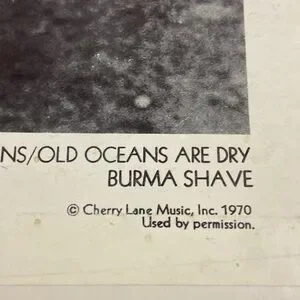 NS/OLD OCEANS ARE DRY
BURMA SHAVE
© Cherry Lane Music, Inc. 1970
Used by permission.